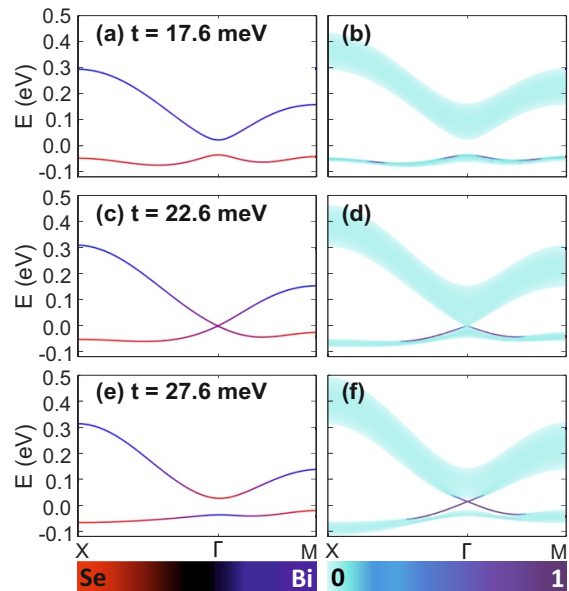 0.5
(a) t = 17.6 meV
(b)
0.4
0.3
E (eV)
0.2
0.1
0.0
-0.1
0.5
(c) t = 22.6 meV
(d)
0.4
0.3
E (eV)
0.2
0.1
0.0
-0.1
0.5
(e) t = 27.6 meV
(f)
0.4
0.3
E (eV)
0.2
0.1
0.0
-0.1
X Γ M X Γ M
Se Bi 0 1